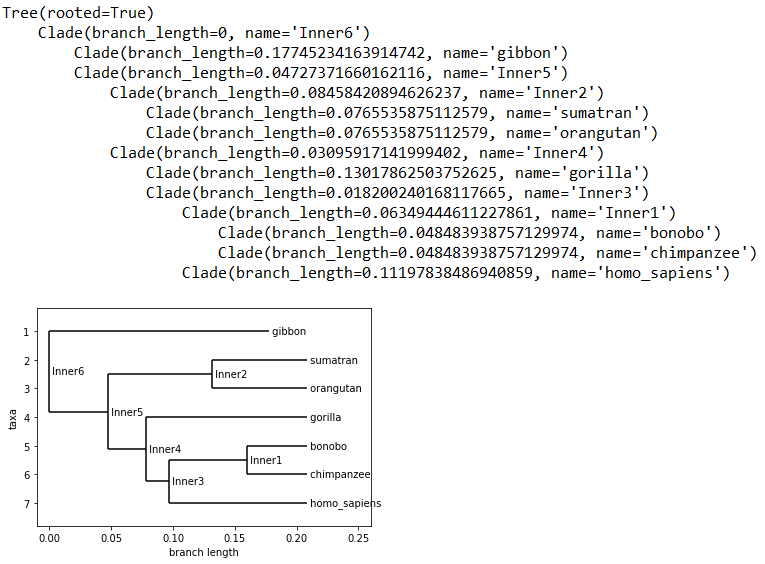 Tree(rooted=True)
Clade(branch_length=0, name='Inner6')
Clade(branch_length=0.17745234163914742, name='gibbon')
Clade(branch_length=0.04727371660162116, name='Inner5')
Clade(branch_length=0.08458420894626237, name='Inner2')
Clade(branch_length=0.0765535875112579, name='sumatran')
Clade(branch_length=0.0765535875112579, name='orangutan')
Clade(branch_length=0.03095917141999402, name='Inner4')
Clade(branch_length=0.13017862503752625, name='gorilla')
Clade(branch_length=0.018200240168117665, name='Inner3')
Clade(branch_length=0.06349444611227861, name='Inner1')
Clade(branch_length=0.048483938757129974, name='bonobo')
Clade(branch_length=0.048483938757129974, name='chimpanzee')
Clade(branch_length=0.11197838486940859, name='homo_sapiens')
1
gibbon
2
sumatran
Inner6
Inner2
3
orangutan
taxa
Inner5
4
gorilla
5
bonobo
Inner4
Inner1
6
chimpanzee
Inner3
7
homo_sapiens
0.00
0.05
0.10
0.15
0.20
0.25
branch length